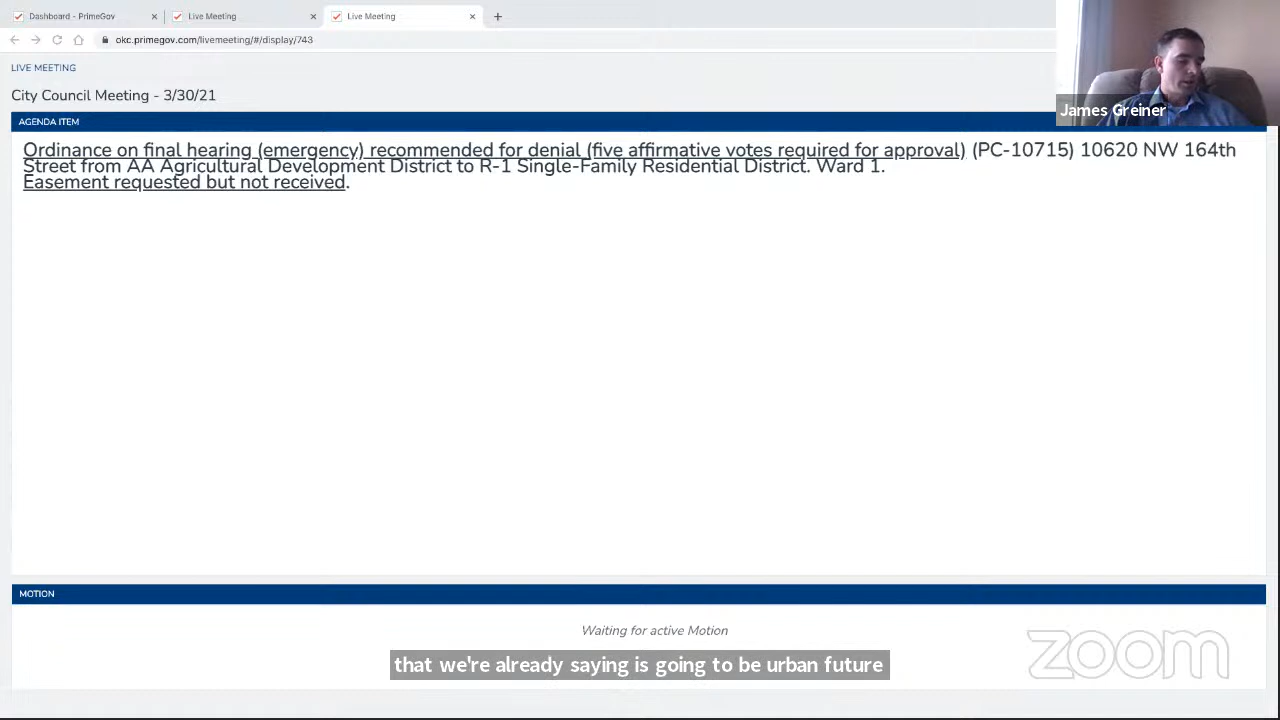 Dashboard - PrimeGov
Live Meeting
Live Meeting
okc.primegov.com/livemeeting/#/display/743
LIVE MEETING
City Council Meeting - 3/30/21
James Greiner
AGENDA ITEM
Ordinance on final hearing (emergency) recommended for denial (five affirmative votes required for approval) (PC-10715) 10620 NW 164th
Street from AA Agricultural Development District to R-1 Single-Family Residential District. Ward 1.
Easement requested but not received.
MOTION
Waiting for active Motion
that we're already saying is going to be urban future
zoom